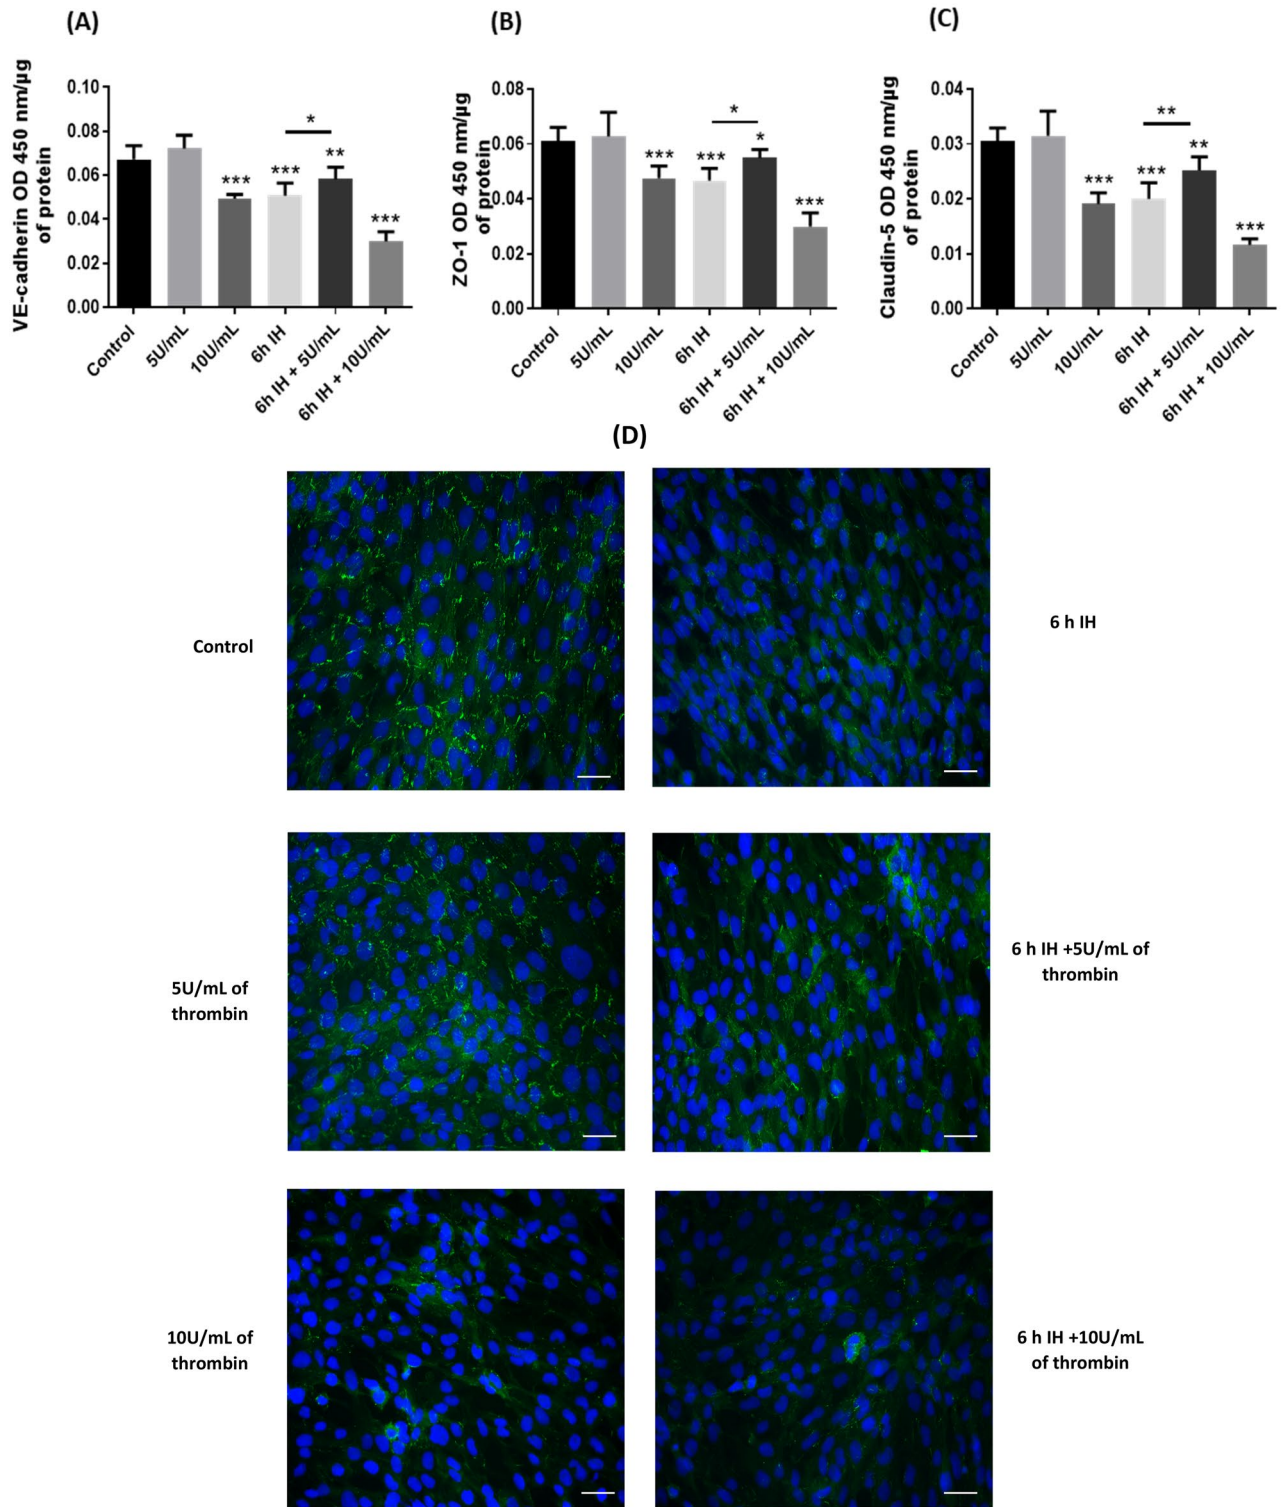 (A)
VE-cadherin OD 450 nm/µg
of protein
0.10
0.08
0.06
0.04
0.02
0.00
***
***
**
*
***
Control
5U/mL
10U/mL
6h IH
6h IH + 5U/mL
6h IH + 10U/mL
(B)
ZO-1 OD 450 nm/µg
of protein
0.08
0.06
0.04
0.02
0.00
***
***
*
*
***
Control
5U/mL
10U/mL
6h IH
6h IH + 5U/mL
6h IH + 10U/mL
(C)
Claudin-5 OD 450 nm/µg
of protein
0.04
0.03
0.02
0.01
0.00
***
***
**
**
***
Control
5U/mL
10U/mL
6h IH
6h IH + 5U/mL
6h IH + 10U/mL
(D)
Control
6 h IH
5U/mL of
thrombin
6 h IH +5U/mL of
thrombin
10U/mL of
thrombin
6 h IH +10U/mL
of thrombin